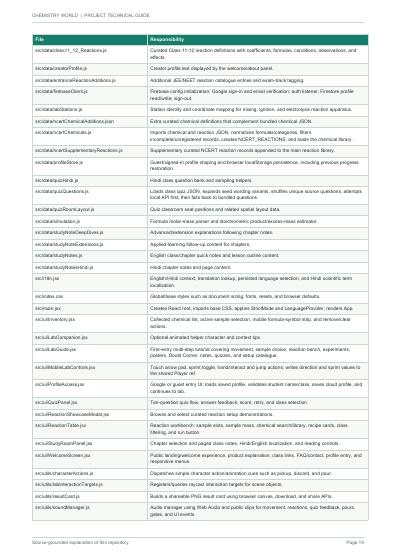 CHEMISTRY WORLD | PROJECT TECHNICAL GUIDE
File Responsibility
src/data/class11_12_Reactions.js Curated Class 11-12 reaction definitions with coefficients, formulas, conditions, observations, and
effects.
src/data/creatorProfile.js Creator profile text displayed by the welcome/about panel.
src/data/entranceReactionAdditions.js Additional JEE/NEET reaction catalogue entries and exam-track tagging.
src/data/firebaseClient.js Firebase config initialization; Google sign-in and email verification; auth listener; Firestore profile
read/write; sign-out.
src/data/labStations.js Station identity and coordinate mapping for mixing, ignition, and electrolysis reaction apparatus.
src/data/ncertChemicalAdditions.json Extra curated chemical definitions that complement bundled chemical JSON.
src/data/ncertChemicals.js Imports chemical and reaction JSON, normalizes formulas/categories, filters
incomplete/unregistered records, creates NCERT_REACTIONS, and loads the chemical library.
src/data/ncertSupplementaryReactions.js Supplementary curated NCERT reaction records appended to the main reaction library.
src/data/profileStore.js Guest/signed-in profile shaping and browser localStorage persistence, including previous progress
restoration.
src/data/quizHindi.js Hindi class question bank and sampling helpers.
src/data/quizQuestions.js Loads class quiz JSON, expands seed wording variants, shuffles unique source questions, attempts
local API first, then falls back to bundled questions.
src/data/quizRoomLayout.js Quiz classroom seat positions and related spatial layout data.
src/data/simulation.js Formula molar-mass parser and stoichiometric product/excess-mass estimator.
src/data/studyNoteDeepDives.js Advanced/extension explanations following chapter notes.
src/data/studyNoteExtensions.js Applied-learning follow-up content for chapters.
src/data/studyNotes.js English class/chapter quick notes and lesson outline content.
src/data/studyNotesHindi.js Hindi chapter notes and page content.
src/i18n.jsx English/Hindi context, translation lookup, persisted language selection, and Hindi scientific term
localization.
src/index.css Global/base styles such as document sizing, fonts, resets, and browser defaults.
src/main.jsx Creates React root, imports base CSS, applies StrictMode and LanguageProvider, renders App.
src/ui/Inventory.jsx Collected chemical list, active sample selection, mobile formula-symbol strip, and remove/clear
actions.
src/ui/LabCompanion.jsx Optional animated helper character and context tips.
src/ui/LabGuide.jsx First-entry multi-step tutorial covering movement, sample choice, reaction bench, experiments,
posters, Doubt Corner, notes, quizzes, and setup catalogue.
src/ui/MobileLabControls.jsx Touch arrow pad, sprint toggle, hand/interact and jump actions; writes direction and sprint values to
the shared Player ref.
src/ui/ProfileAccess.jsx Google or guest entry UI; loads saved profile, validates student name/class, saves cloud profile, and
continues to lab.
src/ui/QuizPanel.jsx Ten-question quiz flow, answer feedback, score, retry, and class selection.
src/ui/ReactionShowcaseModal.jsx Browse and select curated reaction setup demonstrations.
src/ui/ReactionTable.jsx Reaction workbench: sample slots, sample mass, chemical search/library, recipe cards, class
filtering, and run button.
src/ui/StudyRoomPanel.jsx Chapter selection and paged class notes, Hindi/English localization, and reading controls.
src/ui/WelcomeScreen.jsx Public landing/welcome experience, product explanation, class links, FAQ/contact, profile entry, and
responsive menus.
src/utils/characterActions.js Dispatches simple character action/animation cues such as pickup, discard, and pour.
src/utils/labInteractionTargets.js Registers/queries raycast interaction targets for scene objects.
src/utils/resultCard.js Builds a shareable PNG result card using browser canvas, download, and share APIs.
src/utils/soundManager.js Audio manager using Web Audio and public clips for movement, reactions, quiz feedback, pours,
gates, and UI events.
Source-grounded explanation of this repository Page 19